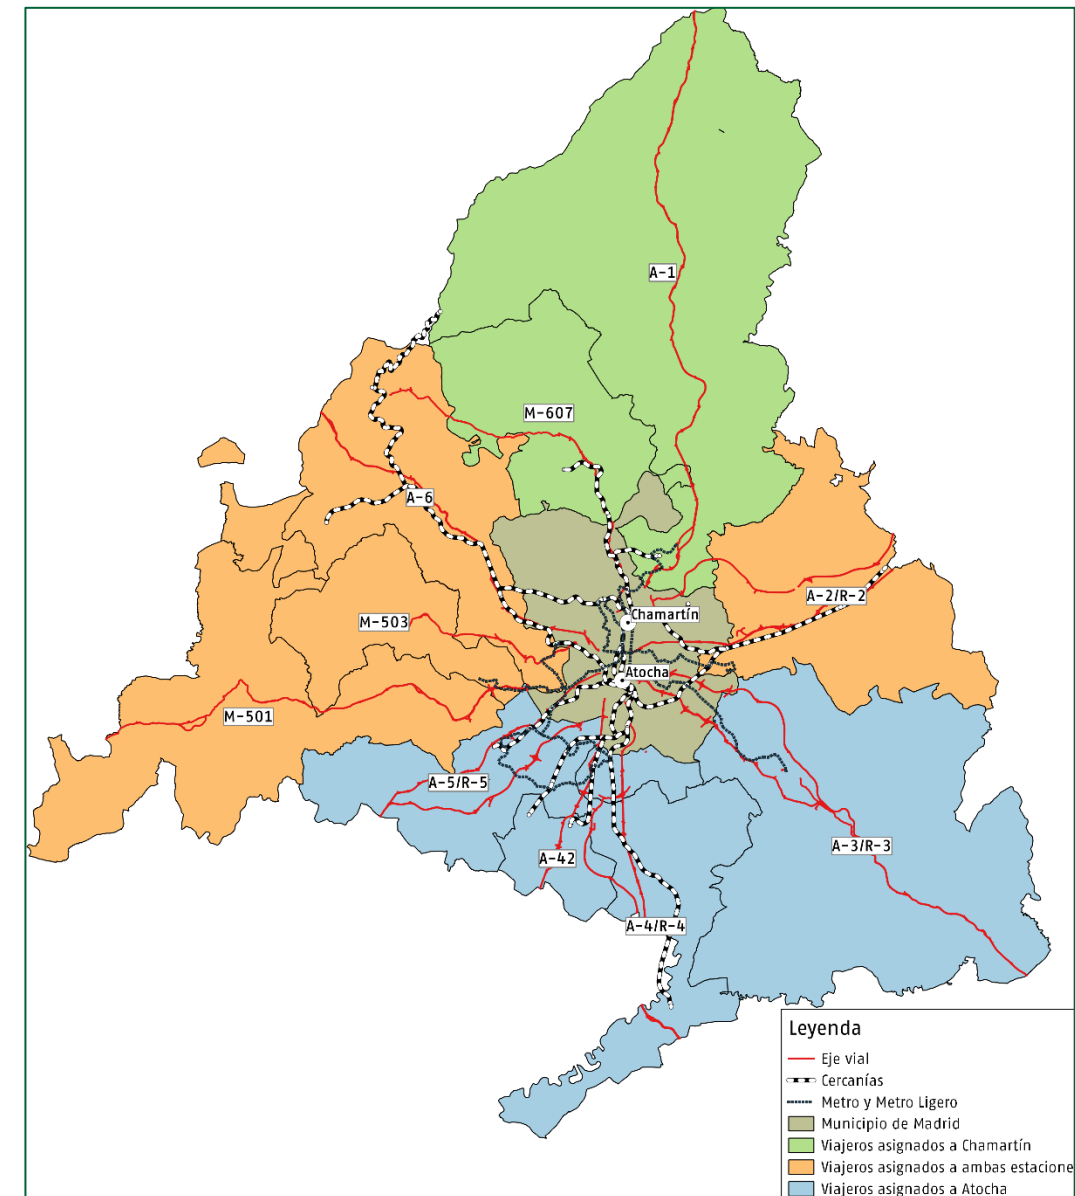 A-1
M-607
A-6
A-2/R-2
Chamartín
M-503
Atocha
M-501
A-5/R-5
A-3/R-3
A-42
A-4/R-4
Leyenda
Eje vial
Cercanías
Metro y Metro Ligero
Municipio de Madrid
Viajeros asignados a Chamartín
Viajeros asignados a ambas estacione
Viajeros asignados a Atocha